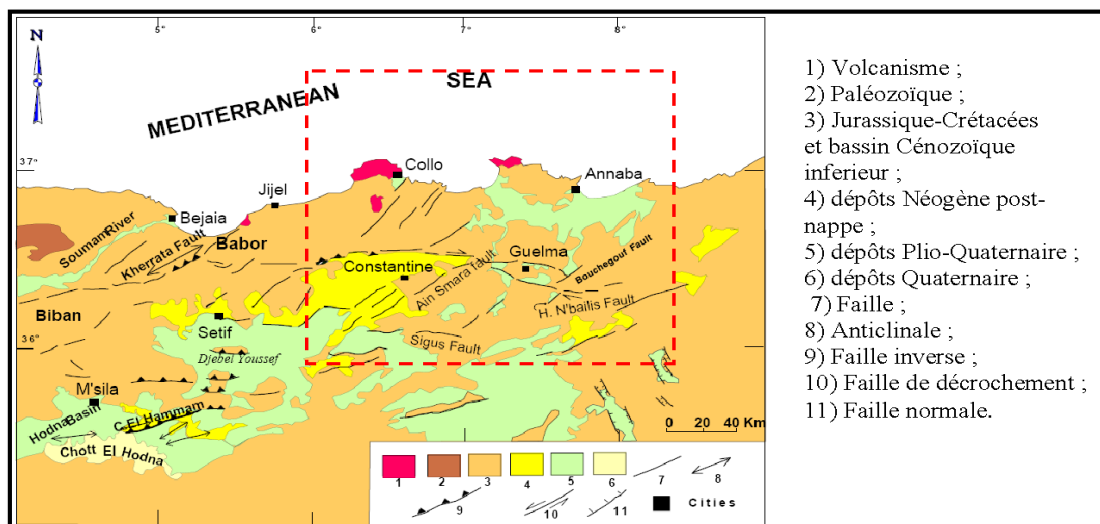 5°
6°
7°
8°
N
SEA
MEDITERRANEAN
37°
Collo
Annaba
Jijel
Bejaia
Soumam River
Kherrata Fault
Babor
Guelma
Constantine
Ain Smara fault
Bouchegouf Fault
H. N'bailis Fault
Biban
Setif
Sigus Fault
36°
Djebel Youssef
M'sila
Hodna Basin
C.El Hammam
Chott El Hodna
0 20 40 Km
1 2 3 4 5 6 7 8
9 10 11 Cities
1) Volcanisme ;
2) Paléozoïque ;
3) Jurassique-Crétacées
et bassin Cénozoïque
inferieur ;
4) dépôts Néogène post-
nappe ;
5) dépôts Plio-Quaternaire ;
6) dépôts Quaternaire ;
7) Faille ;
8) Anticlinale ;
9) Faille inverse ;
10) Faille de décrochement ;
11) Faille normale.